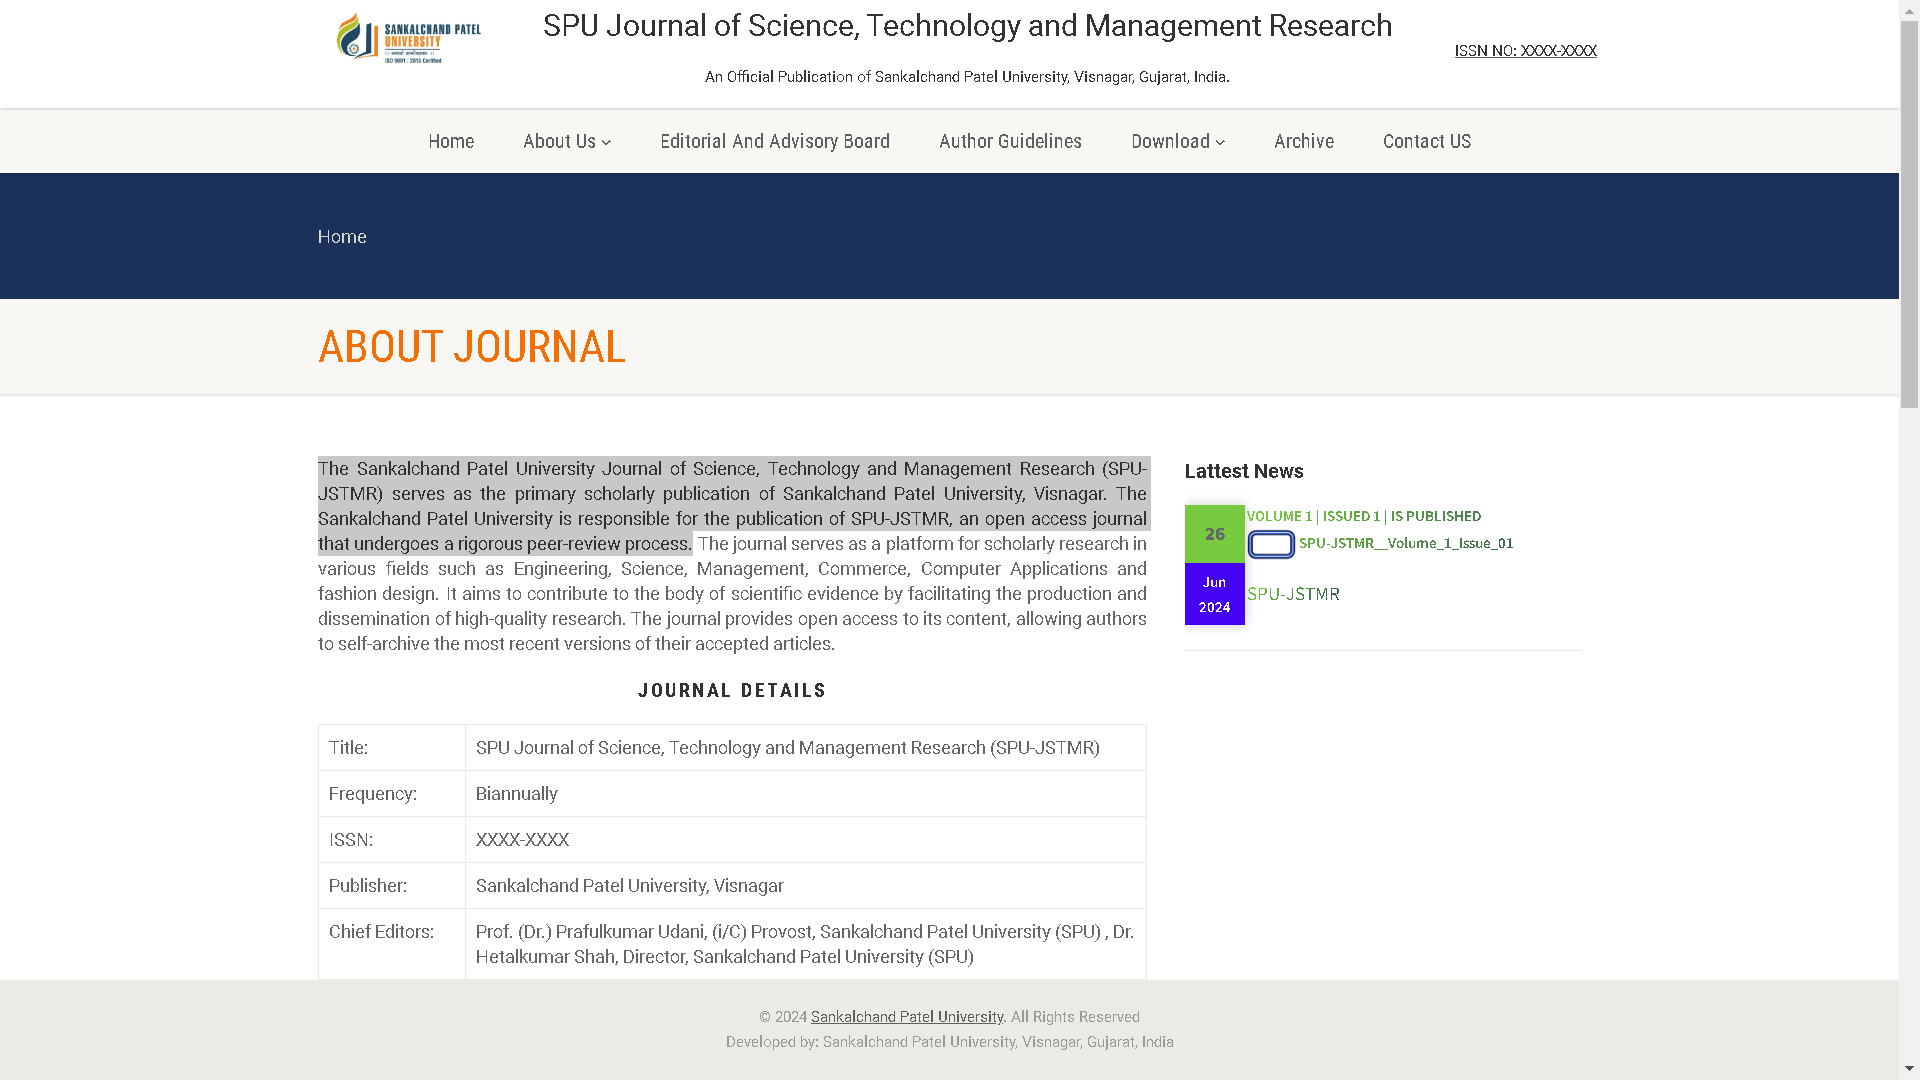 SANKALCHAND PATEL
UNIVERSITY
ISO 9001 : 2015 Certified
SPU Journal of Science, Technology and Management Research
An Official Publication of Sankalchand Patel University, Visnagar, Gujarat, India.
ISSN NO: XXXX-XXXX
Home
About Us
Editorial And Advisory Board
Author Guidelines
Download
Archive
Contact US
Home
ABOUT JOURNAL
The Sankalchand Patel University Journal of Science, Technology and Management Research (SPU-
JSTMR) serves as the primary scholarly publication of Sankalchand Patel University, Visnagar. The
Sankalchand Patel University is responsible for the publication of SPU-JSTMR, an open access journal
that undergoes a rigorous peer-review process. The journal serves as a platform for scholarly research in
various fields such as Engineering, Science, Management, Commerce, Computer Applications and
fashion design. It aims to contribute to the body of scientific evidence by facilitating the production and
dissemination of high-quality research. The journal provides open access to its content, allowing authors
to self-archive the most recent versions of their accepted articles.
JOURNAL DETAILS
Title: SPU Journal of Science, Technology and Management Research (SPU-JSTMR)
Frequency: Biannually
ISSN: XXXX-XXXX
Publisher: Sankalchand Patel University, Visnagar
Chief Editors: Prof. (Dr.) Prafulkumar Udani, (i/C) Provost, Sankalchand Patel University (SPU) , Dr.
Hetalkumar Shah, Director, Sankalchand Patel University (SPU)
Lattest News
26
Jun
2024
VOLUME 1 | ISSUED 1 | IS PUBLISHED
SPU-JSTMR__Volume_1_Issue_01
SPU-JSTMR
© 2024 Sankalchand Patel University. All Rights Reserved
Developed by: Sankalchand Patel University, Visnagar, Gujarat, India